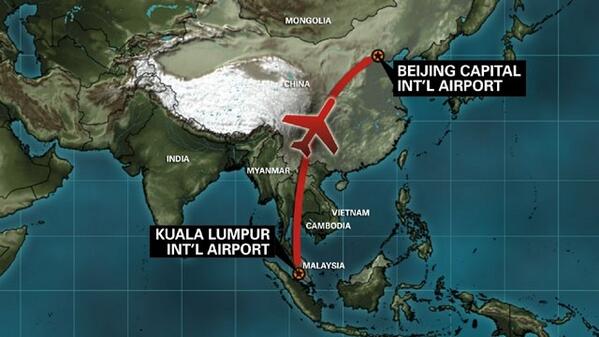 MONGOLIA
BEIJING CAPITAL
INT'L AIRPORT
CHINA
INDIA
MYANMAR
VIETNAM
CAMBODIA
KUALA LUMPUR
INT'L AIRPORT
MALAYSIA